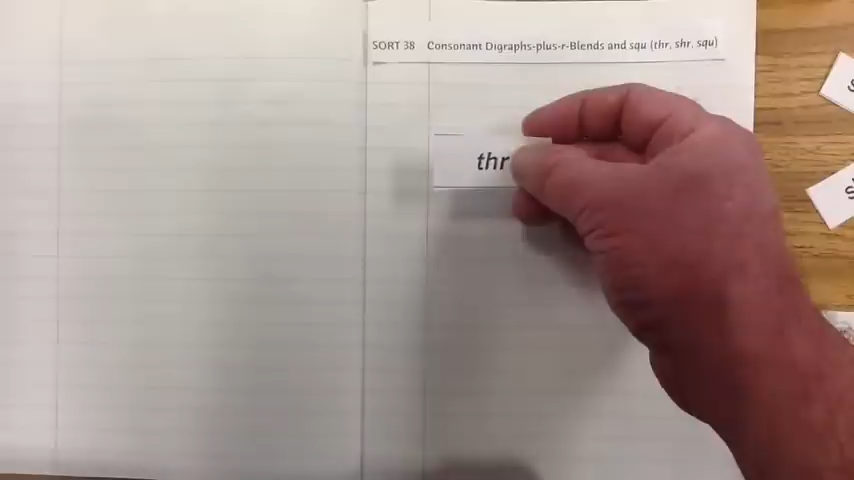 SORT 38 Consonant Digraphs-plus-r-Blends and squ (thr, shr, squ)
thr